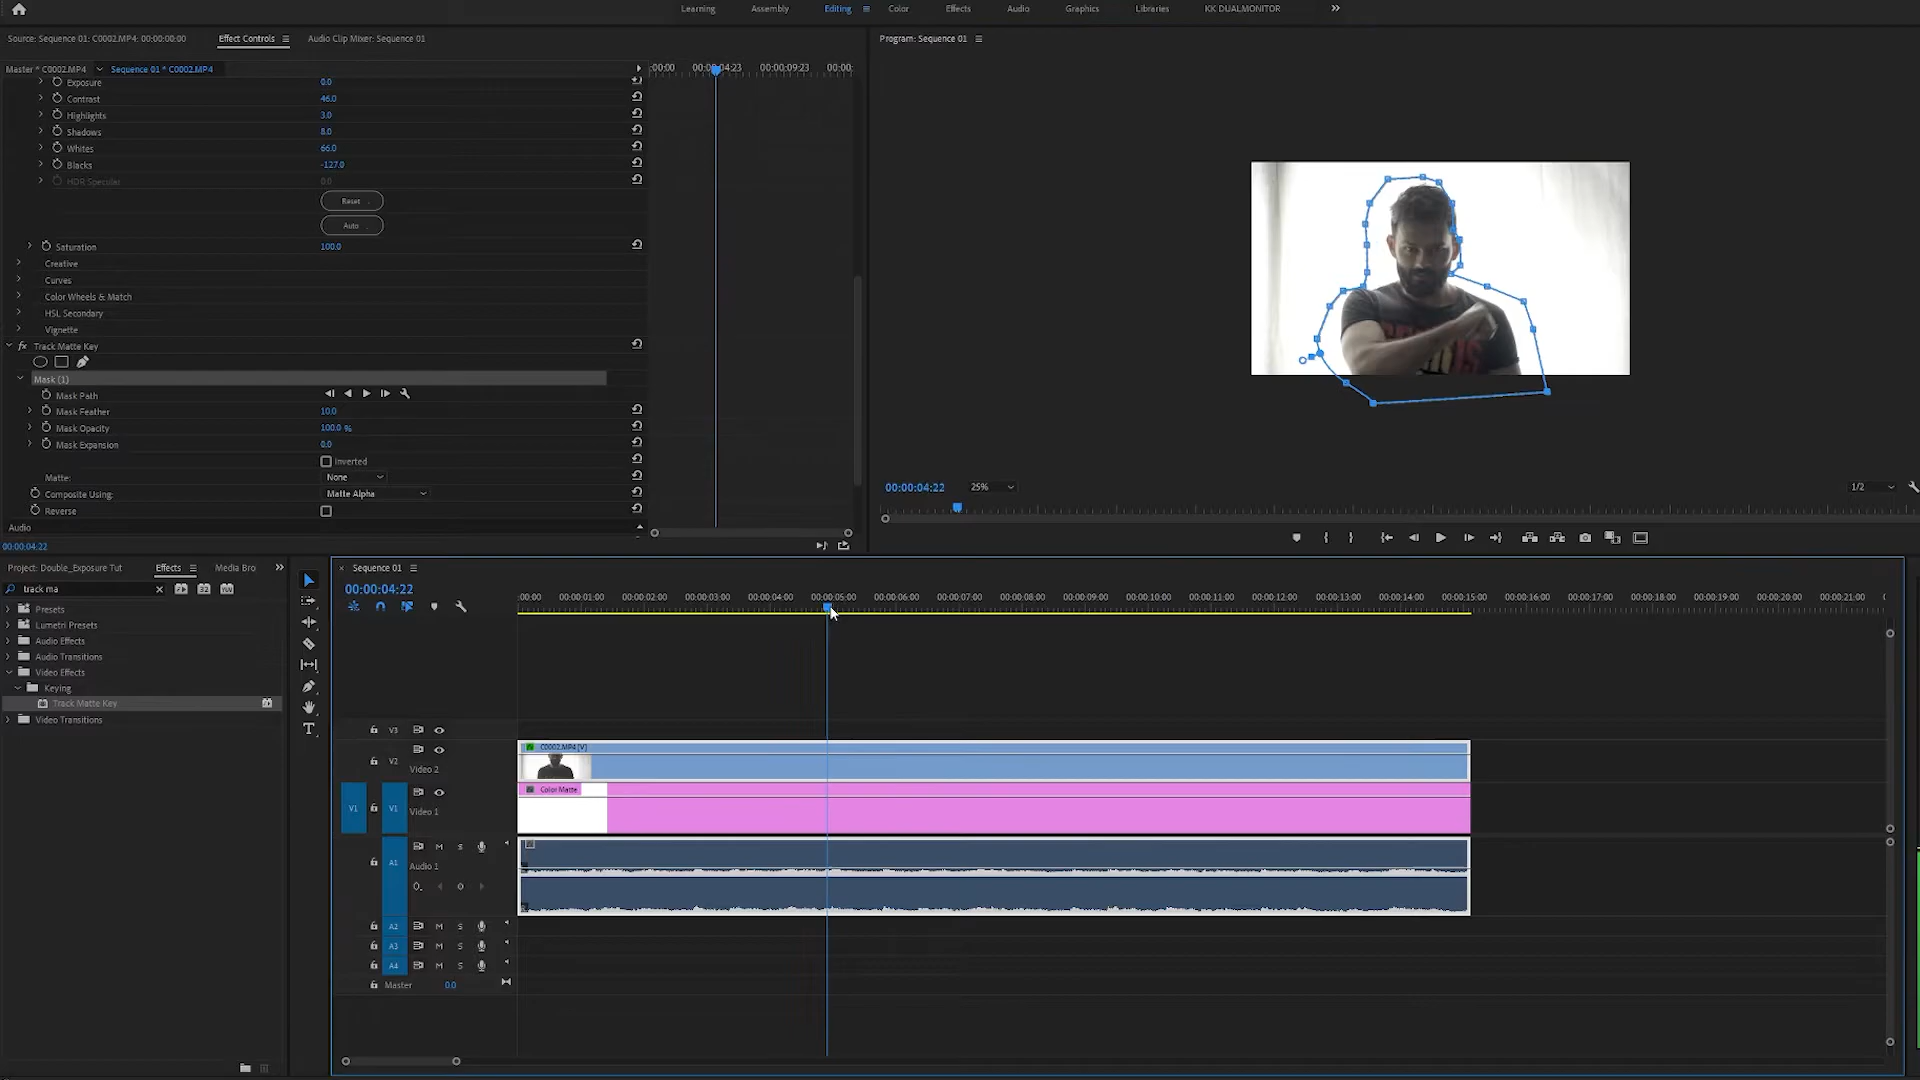 Learning Assembly Editing Color Effects Audio Graphics Libraries KK DUALMONITOR
Source: Sequence 01: C0002.MP4: 00:00:00:00 Effect Controls Audio Clip Mixer: Sequence 01
Program: Sequence 01
Master * C0002.MP4 Sequence 01 * C0002.MP4
:00:00 00:00:04:23 00:00:09:23 00:00:
Exposure 0.0
Contrast 46.0
Highlights 3.0
Shadows 8.0
Whites 66.0
Blacks -127.0
HDR Specular 0.0
Reset
Auto
Saturation 100.0
Creative
Curves
Color Wheels & Match
HSL Secondary
Vignette
fx Track Matte Key
Mask (1)
Mask Path
Mask Feather 10.0
Mask Opacity 100.0 %
Mask Expansion 0.0
Inverted
Matte: None
Composite Using: Matte Alpha
Reverse
Audio
00:00:04:22
00:00:04:22 25% 1/2
Project: Double_Exposure Tut Effects Media Bro
track ma
Presets
Lumetri Presets
Audio Effects
Audio Transitions
Video Effects
Keying
Track Matte Key
Video Transitions
Sequence 01
00:00:04:22
:00:00 00:00:01:00 00:00:02:00 00:00:03:00 00:00:04:00 00:00:05:00 00:00:06:00 00:00:07:00 00:00:08:00 00:00:09:00 00:00:10:00 00:00:11:00 00:00:12:00 00:00:13:00 00:00:14:00 00:00:15:00 00:00:16:00 00:00:17:00 00:00:18:00 00:00:19:00 00:00:20:00 00:00:21:00
V3
V2 Video 2 C0002.MP4 [V]
V1 V1 Video 1 Color Matte
A1 M S Audio 1
A2 M S
A3 M S
A4 M S
Master 0.0